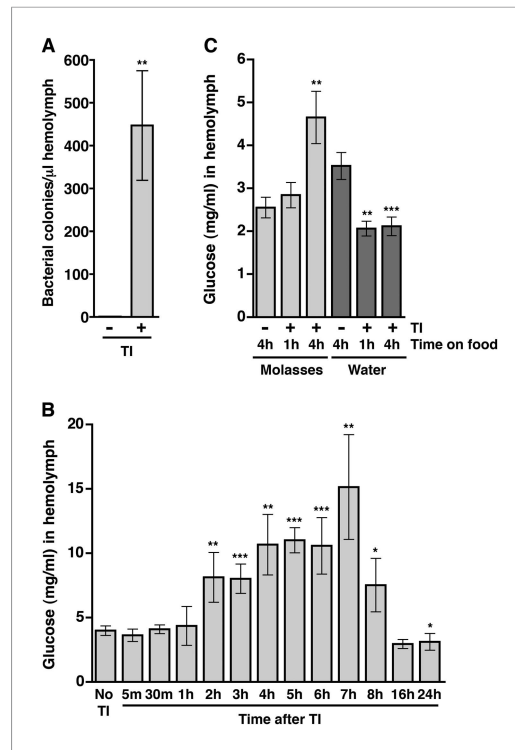 A
Bacterial colonies/μl hemolymph
600
500
400
300
200
100
0
**
- +
TI
C
Glucose (mg/ml) in hemolymph
6
5
4
3
2
1
0
**
** ***
- + + - + + TI
4h 1h 4h 4h 1h 4h Time on food
Molasses Water
B
Glucose (mg/ml) in hemolymph
20
15
10
5
0
** *** ** *** *** ** * *
No TI 5m 30m 1h 2h 3h 4h 5h 6h 7h 8h 16h 24h
Time after TI